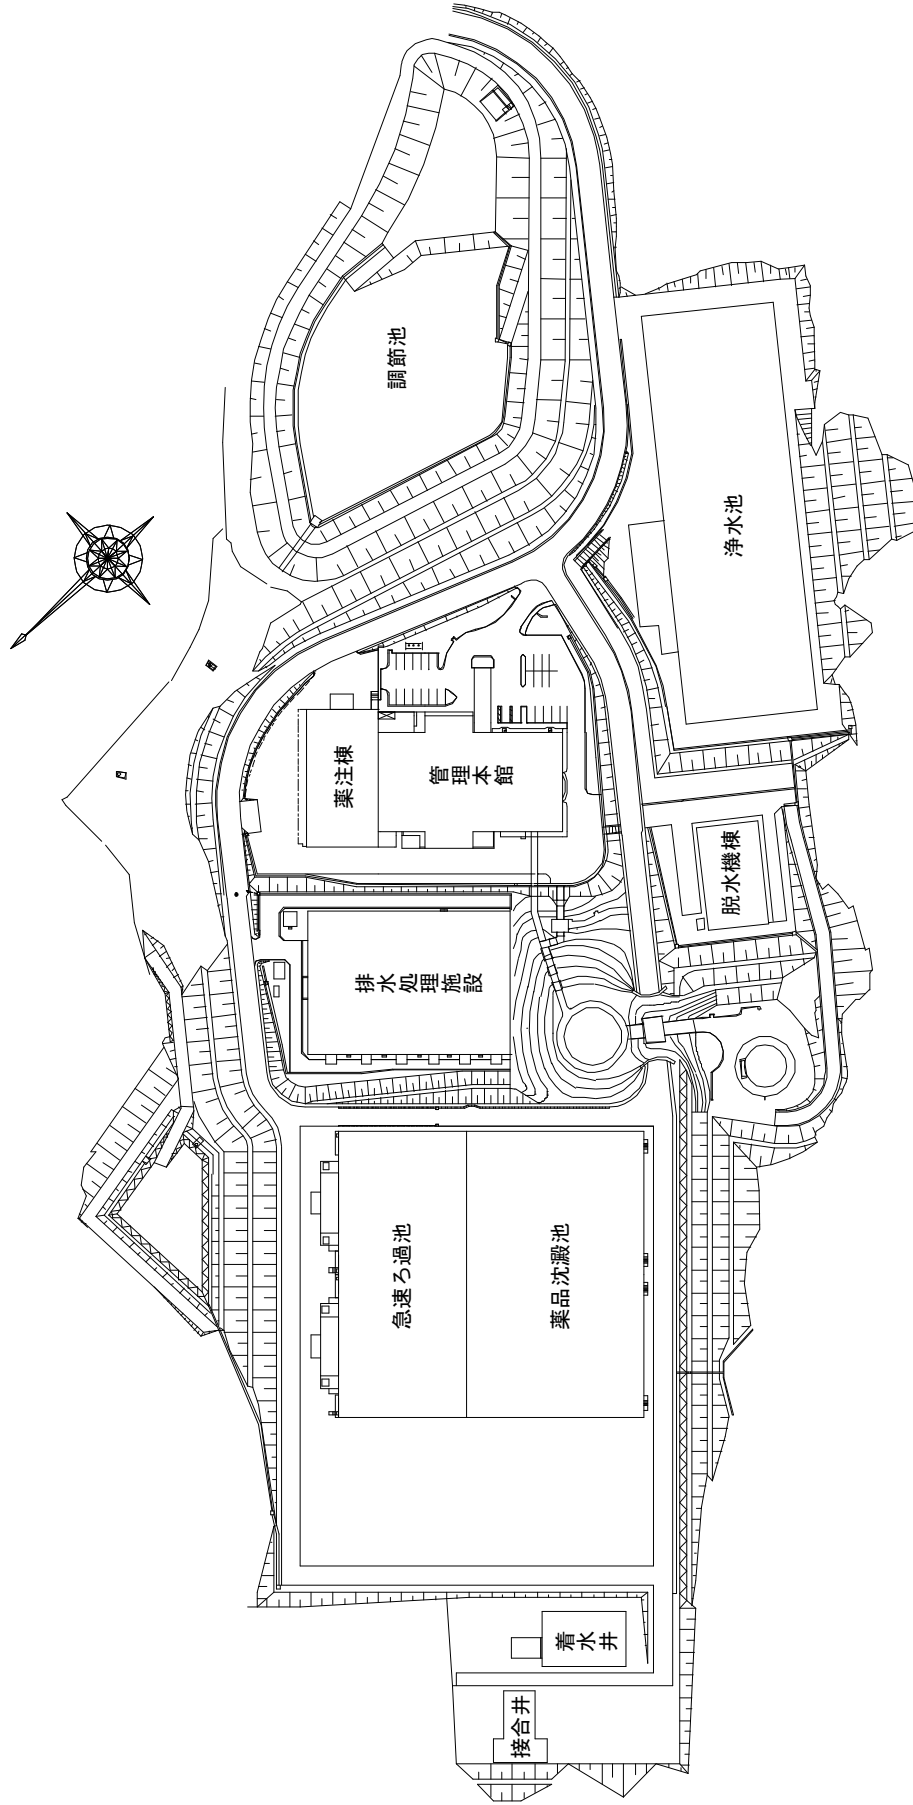 調節池
浄水池
薬注棟
管理
本館
脱水機棟
排水
処理
施設
急速ろ過池
薬品沈澱池
着水井
接合井